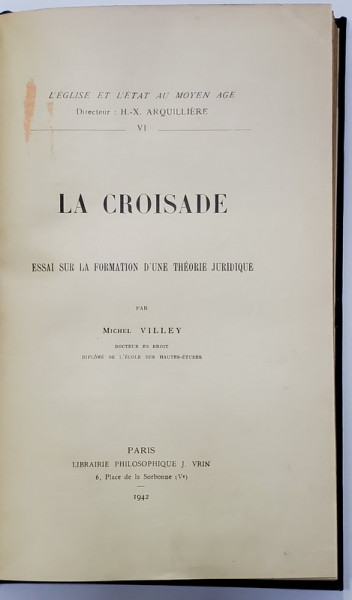 L'ÉGLISE ET L'ÉTAT AU MOYEN AGE
Directeur : H.-X. ARQUILLIÈRE
VI
LA CROISADE
ESSAI SUR LA FORMATION D'UNE THÉORIE JURIDIQUE
PAR
MICHEL VILLEY
DOCTEUR EN DROIT
DIPLÔMÉ DE L'ÉCOLE DES HAUTES-ÉTUDES
PARIS
LIBRAIRIE PHILOSOPHIQUE J. VRIN
6, Place de la Sorbonne (Vᵉ)
1942